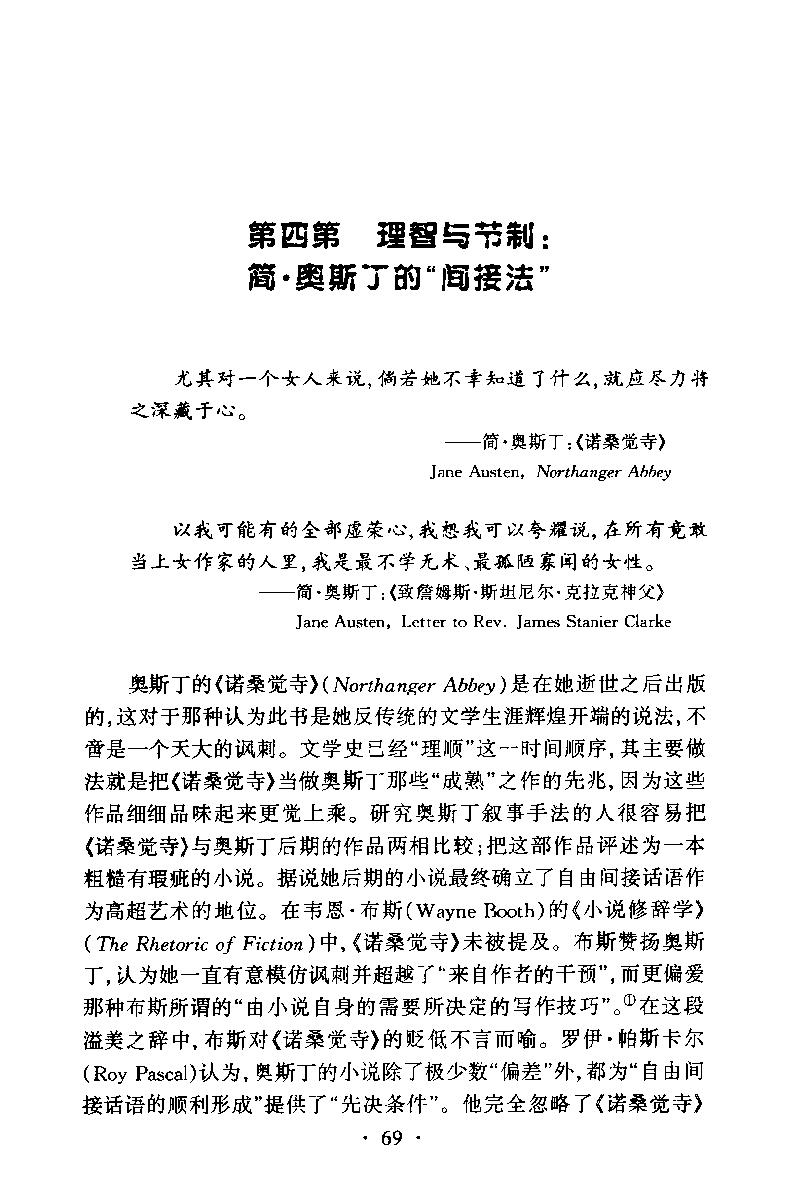 第四第　理智与节制：
简·奥斯丁的“间接法”
尤其对一个女人来说，倘若她不幸知道了什么，就应尽力将
之深藏于心。
——简·奥斯丁：《诺桑觉寺》
Jane Austen, Northanger Abbey
以我可能有的全部虚荣心，我想我可以夸耀说，在所有竟敢
当上女作家的人里，我是最不学无术、最孤陋寡闻的女性。
——简·奥斯丁：《致詹姆斯·斯坦尼尔·克拉克神父》
Jane Austen, Letter to Rev. James Stanier Clarke
奥斯丁的《诺桑觉寺》(Northanger Abbey)是在她逝世之后出版
的，这对于那种认为此书是她反传统的文学生涯辉煌开端的说法，不
啻是一个天大的讽刺。文学史已经“理顺”这一时间顺序，其主要做
法就是把《诺桑觉寺》当做奥斯丁那些“成熟”之作的先兆，因为这些
作品细细品味起来更觉上乘。研究奥斯丁叙事手法的人很容易把
《诺桑觉寺》与奥斯丁后期的作品两相比较；把这部作品评述为一本
粗糙有瑕疵的小说。据说她后期的小说最终确立了自由间接话语作
为高超艺术的地位。在韦恩·布斯(Wayne Booth)的《小说修辞学》
(The Rhetoric of Fiction)中，《诺桑觉寺》未被提及。布斯赞扬奥斯
丁，认为她一直有意模仿讽刺并超越了“来自作者的干预”，而更偏爱
那种布斯所谓的“由小说自身的需要所决定的写作技巧”。①在这段
溢美之辞中，布斯对《诺桑觉寺》的贬低不言而喻。罗伊·帕斯卡尔
(Roy Pascal)认为，奥斯丁的小说除了极少数“偏差”外，都为“自由间
接话语的顺利形成”提供了“先决条件”。他完全忽略了《诺桑觉寺》
· 69 ·